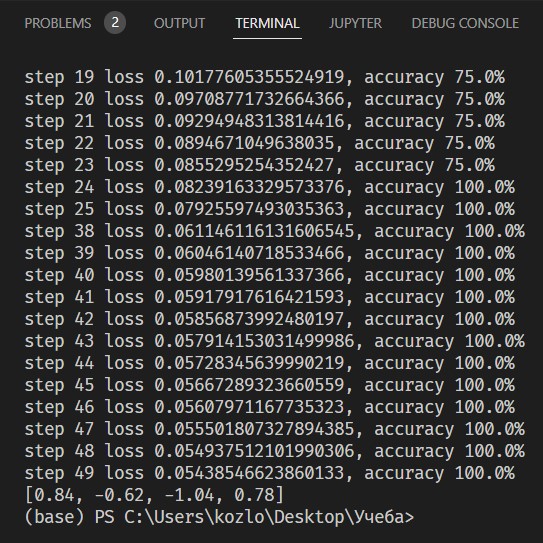 PROBLEMS 2 OUTPUT TERMINAL JUPYTER DEBUG CONSOLE
step 19 loss 0.10177605355524919, accuracy 75.0%
step 20 loss 0.09708771732664366, accuracy 75.0%
step 21 loss 0.09294948313814416, accuracy 75.0%
step 22 loss 0.0894671049638035, accuracy 75.0%
step 23 loss 0.0855295254352427, accuracy 75.0%
step 24 loss 0.08239163329573376, accuracy 100.0%
step 25 loss 0.07925597493035363, accuracy 100.0%
step 38 loss 0.061146116131606545, accuracy 100.0%
step 39 loss 0.06046140718533466, accuracy 100.0%
step 40 loss 0.05980139561337366, accuracy 100.0%
step 41 loss 0.05917917616421593, accuracy 100.0%
step 42 loss 0.05856873992480197, accuracy 100.0%
step 43 loss 0.057914153031499986, accuracy 100.0%
step 44 loss 0.05728345639990219, accuracy 100.0%
step 45 loss 0.05667289323660559, accuracy 100.0%
step 46 loss 0.05607971167735323, accuracy 100.0%
step 47 loss 0.055501807327894385, accuracy 100.0%
step 48 loss 0.054937512101990306, accuracy 100.0%
step 49 loss 0.05438546623860133, accuracy 100.0%
[0.84, -0.62, -1.04, 0.78]
(base) PS C:\Users\kozlo\Desktop\Учеба>